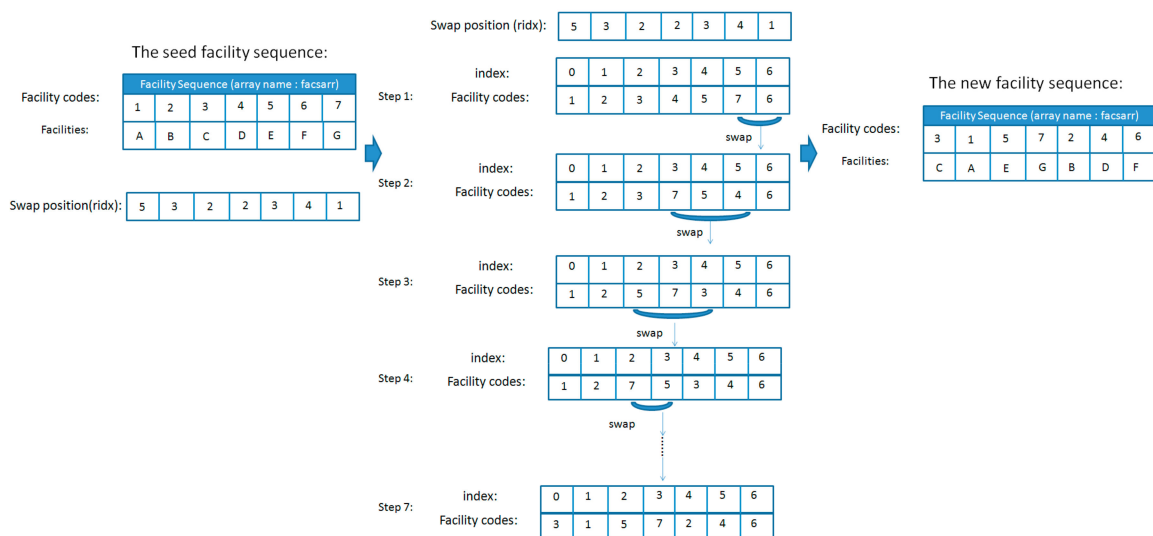 The seed facility sequence:
Facility Sequence (array name : facsarr)
Facility codes: 1 2 3 4 5 6 7
Facilities: A B C D E F G
Swap position(ridx): 5 3 2 2 3 4 1
Swap position (ridx): 5 3 2 2 3 4 1
Step 1:
index: 0 1 2 3 4 5 6
Facility codes: 1 2 3 4 5 7 6
swap
Step 2:
index: 0 1 2 3 4 5 6
Facility codes: 1 2 3 7 5 4 6
swap
Step 3:
index: 0 1 2 3 4 5 6
Facility codes: 1 2 5 7 3 4 6
swap
Step 4:
index: 0 1 2 3 4 5 6
Facility codes: 1 2 7 5 3 4 6
swap
Step 7:
index: 0 1 2 3 4 5 6
Facility codes: 3 1 5 7 2 4 6
The new facility sequence:
Facility Sequence (array name : facsarr)
Facility codes: 3 1 5 7 2 4 6
Facilities: C A E G B D F